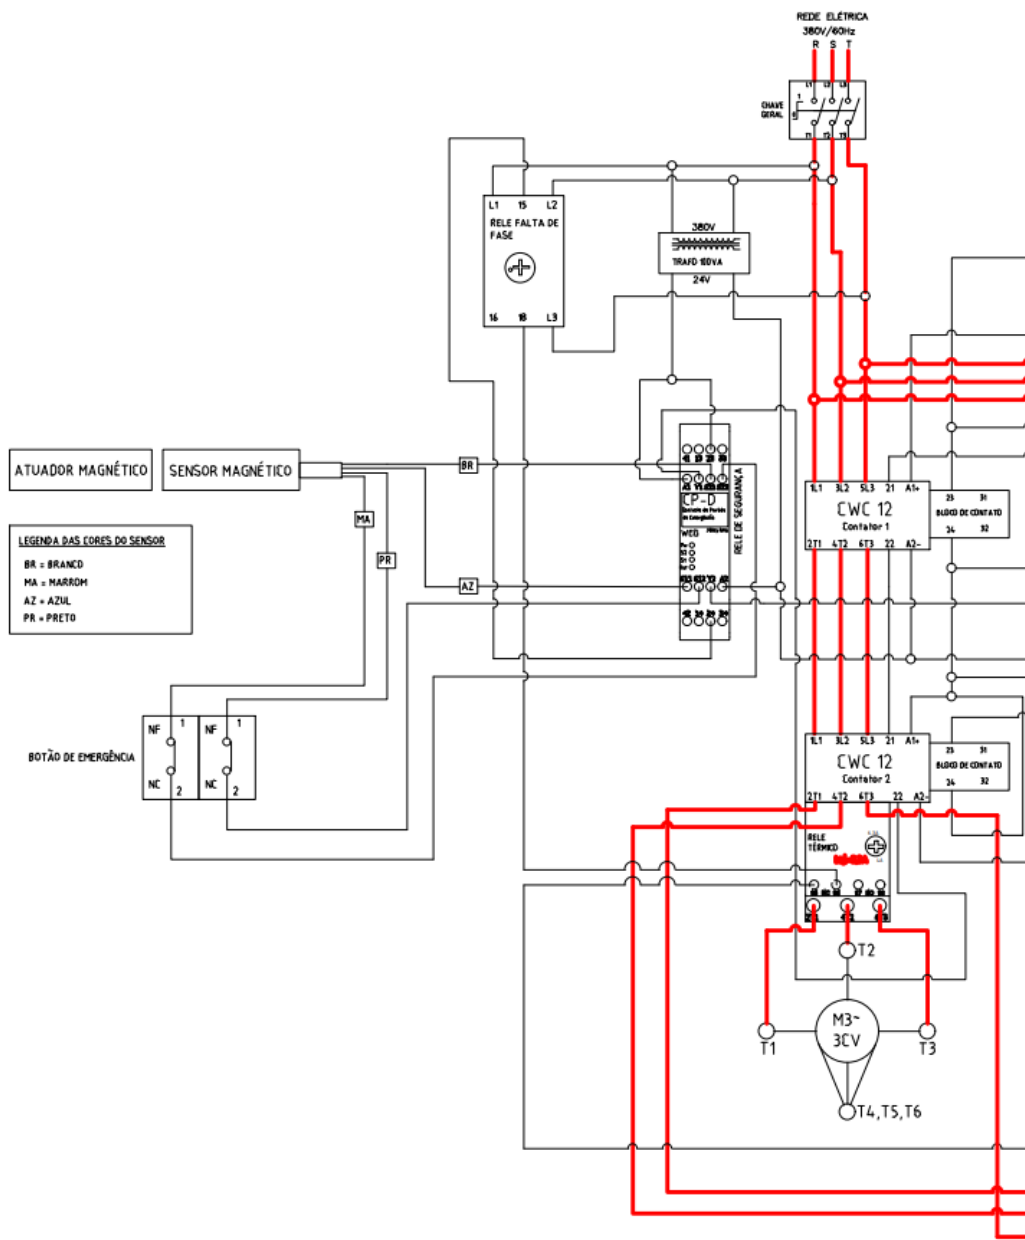 REDE ELÉTRICA
380V/60Hz
R S T
L1 L2 L3
CHAVE
GERAL
T1 T2 T3
L1 15 L2
RELE FALTA DE
FASE
16 18 L3
380V
TRAFO 100VA
24V
ATUADOR MAGNÉTICO
SENSOR MAGNÉTICO
BR
MA
PR
AZ
LEGENDA DAS CORES DO SENSOR
BR = BRANCO
MA = MARROM
AZ = AZUL
PR = PRETO
CP-D
WEG
RELE DE SEGURANÇA
1L1 3L2 5L3 21 A1+
CWC 12
Contator 1
2T1 4T2 6T3 22 A2-
23 31
BLOCO DE CONTATO
24 32
BOTÃO DE EMERGÊNCIA
NF 1
NC 2
NF 1
NC 2
1L1 3L2 5L3 21 A1+
CWC 12
Contator 2
2T1 4T2 6T3 22 A2-
23 31
BLOCO DE CONTATO
24 32
RELE
TÉRMICO
T2
M3~
3CV
T1
T3
T4,T5,T6